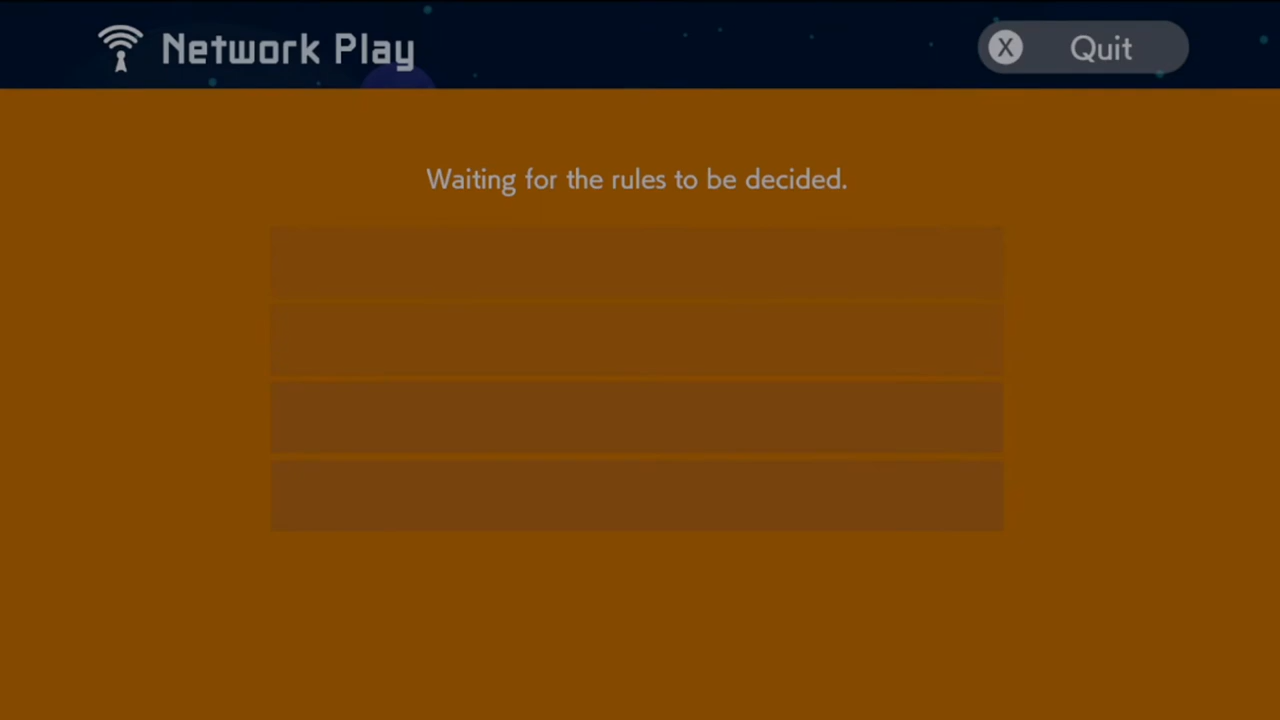 Network Play
X Quit
Waiting for the rules to be decided.